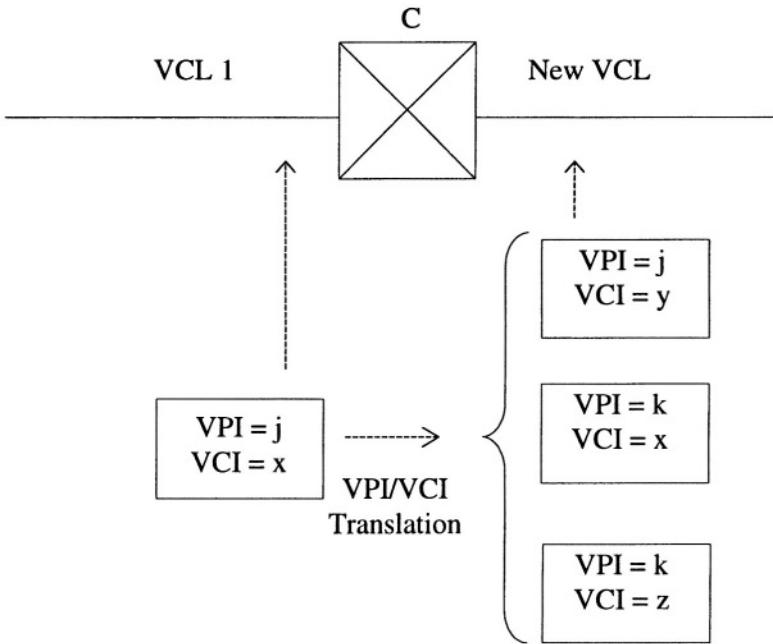 C
VCL 1
New VCL
VPI = j
VCI = y
VPI = j
VCI = x
VPI/VCI
Translation
VPI = k
VCI = x
VPI = k
VCI = z